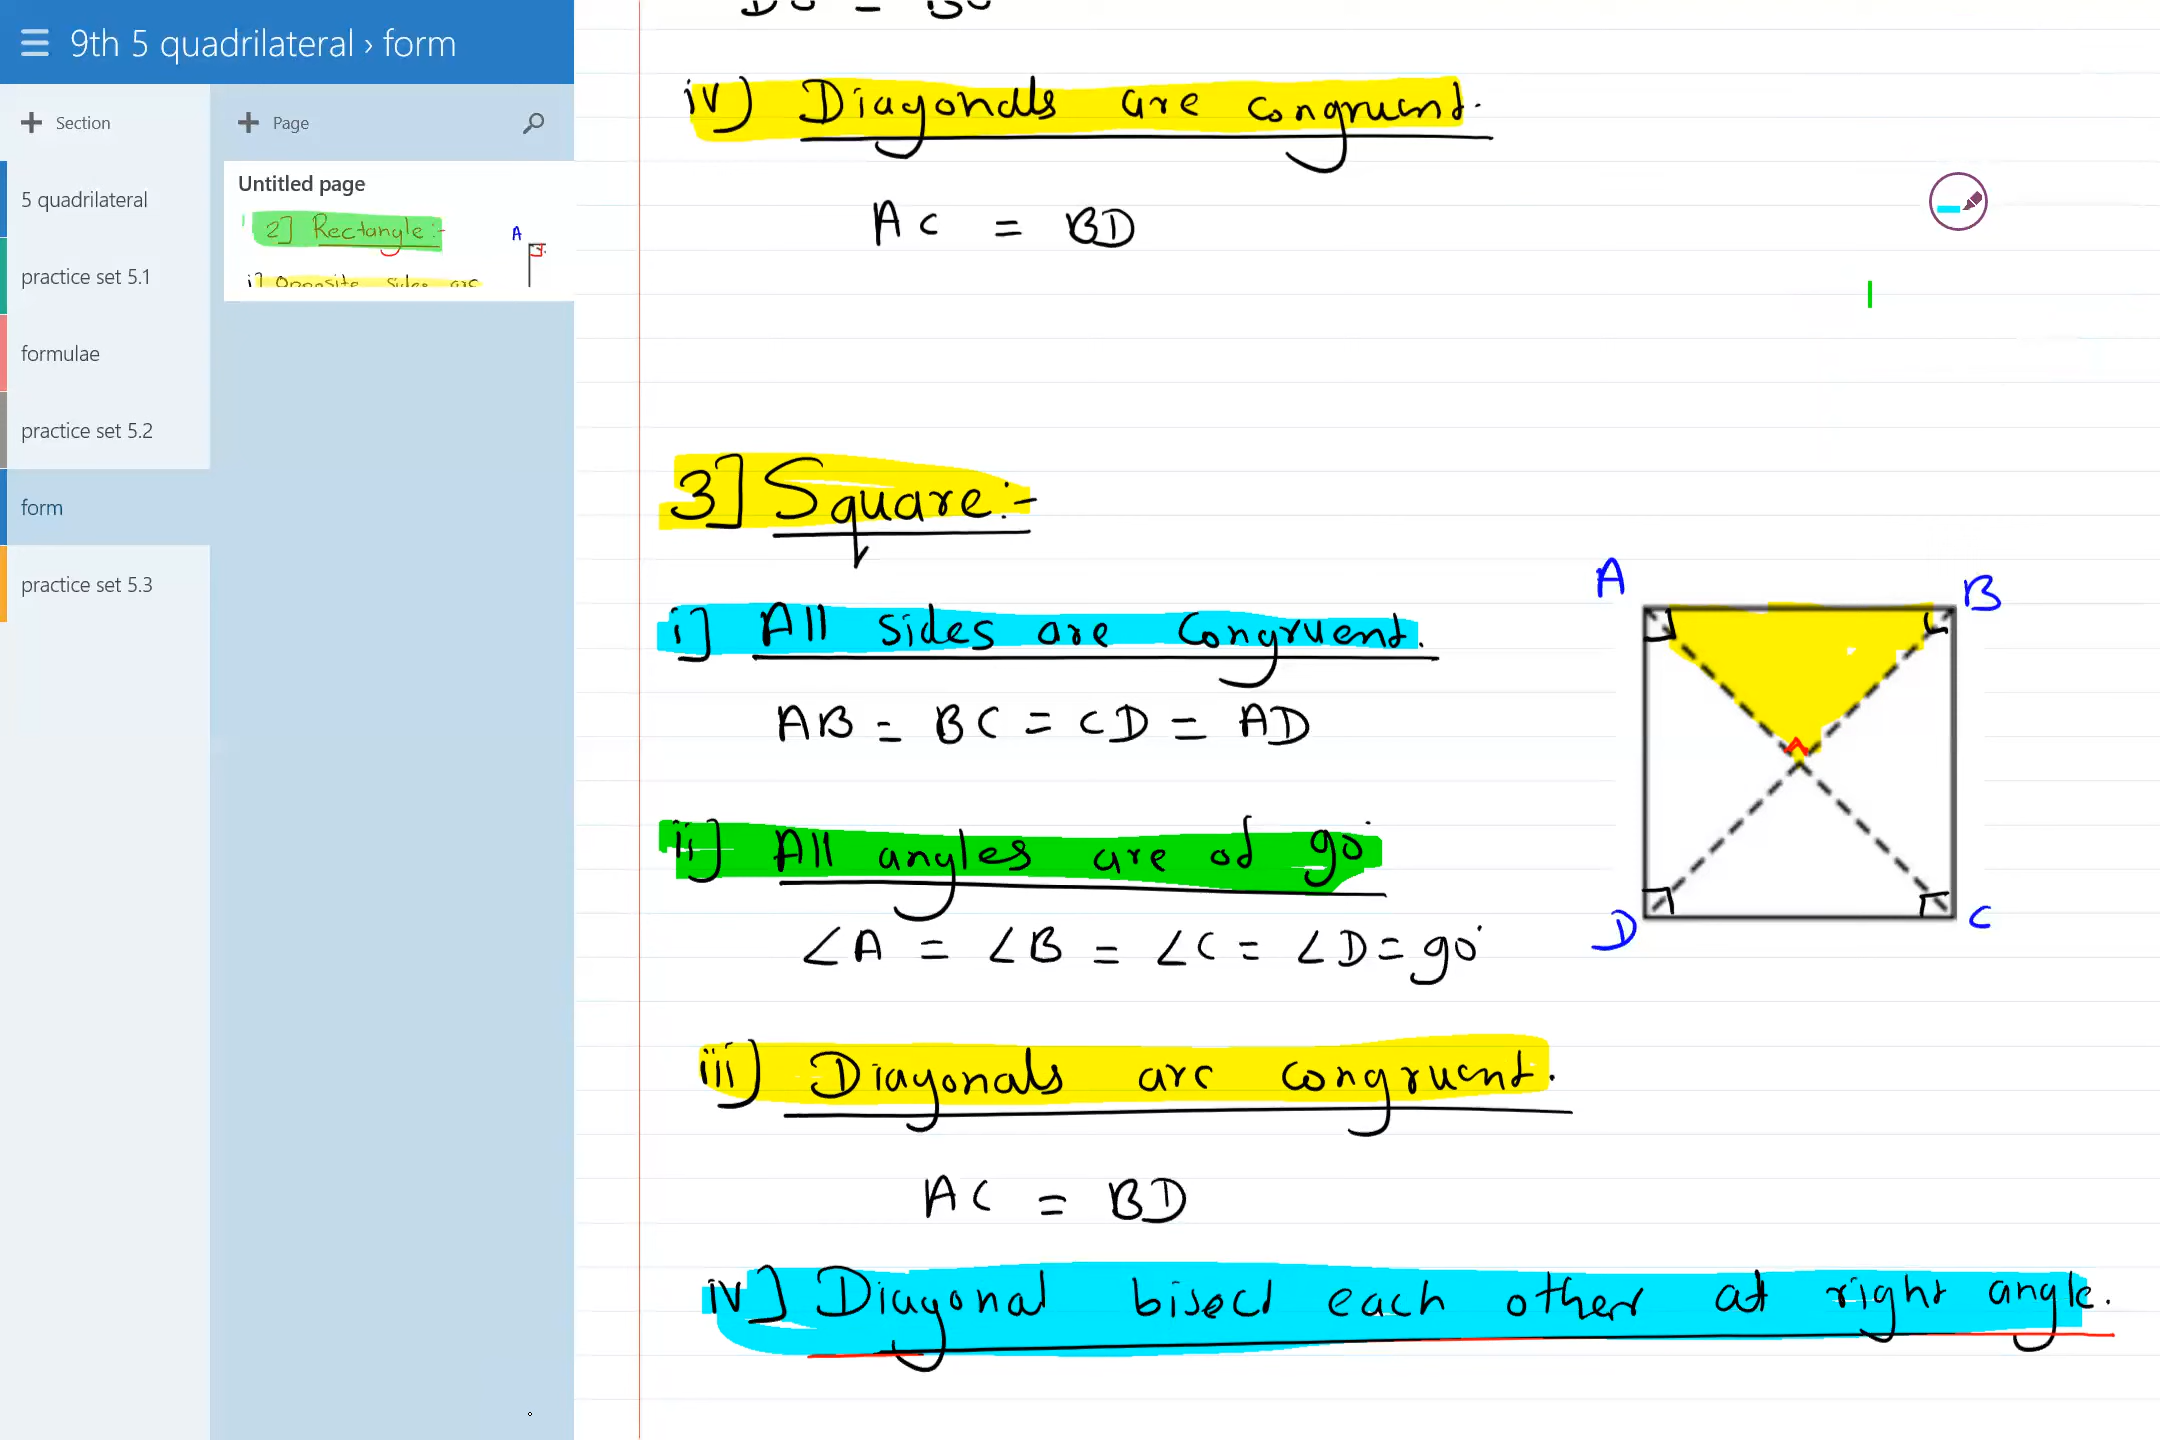 9th 5 quadrilateral › form
+ Section
+ Page
5 quadrilateral
practice set 5.1
formulae
practice set 5.2
form
practice set 5.3
Untitled page
2] Rectangle:-
A
i] Opposite sides are
iv) Diagonals are congruent.
AC = BD
3] Square:-
i] All sides are Congruent.
AB = BC = CD = AD
ii] All angles are of 90°
∠A = ∠B = ∠C = ∠D = 90°
iii) Diagonals are congruent.
AC = BD
iv] Diagonal bisect each other at right angle.
A
B
D
C